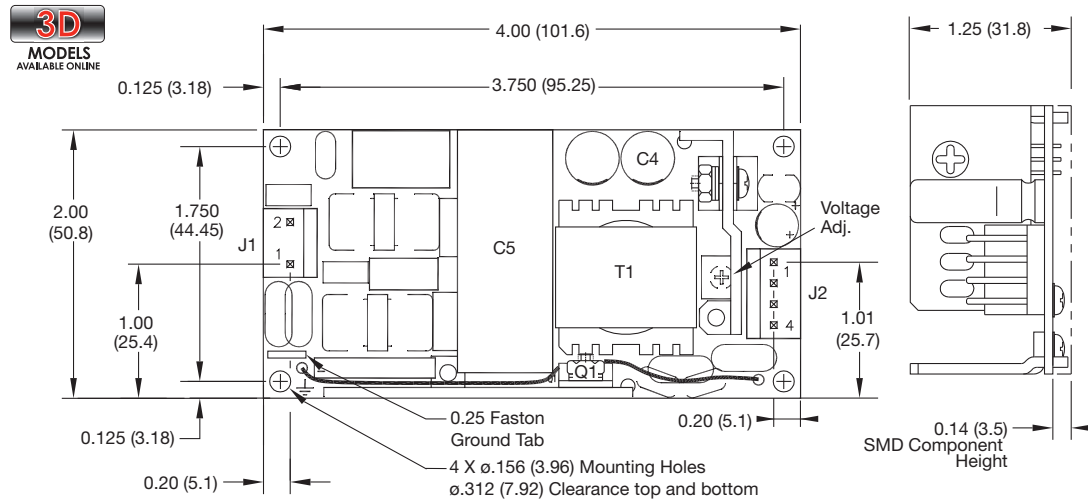 3D
MODELS
AVAILABLE ONLINE
4.00 (101.6)
1.25 (31.8)
0.125 (3.18)
3.750 (95.25)
C4
2.00
(50.8)
1.750
(44.45)
Voltage
Adj.
2
J1
1
C5
T1
1
J2
4
1.00
(25.4)
1.01
(25.7)
Q1
0.125 (3.18)
0.25 Faston
Ground Tab
0.20 (5.1)
0.14 (3.5)
SMD Component
Height
0.20 (5.1)
4 X ø.156 (3.96) Mounting Holes
ø.312 (7.92) Clearance top and bottom